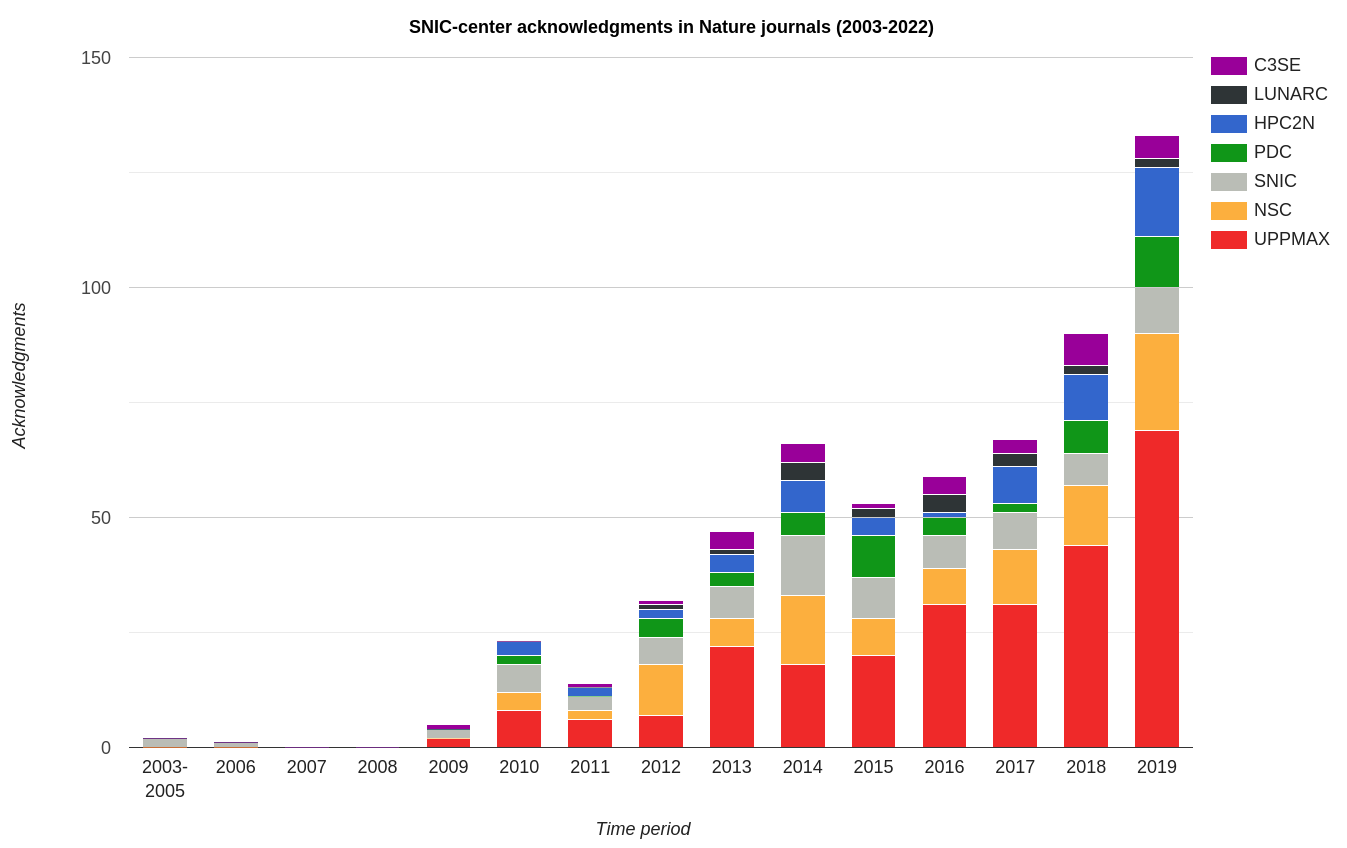 SNIC-center acknowledgments in Nature journals (2003-2022)
150
100
50
0
Acknowledgments
2003-
2005
2006
2007
2008
2009
2010
2011
2012
2013
2014
2015
2016
2017
2018
2019
Time period
C3SE
LUNARC
HPC2N
PDC
SNIC
NSC
UPPMAX